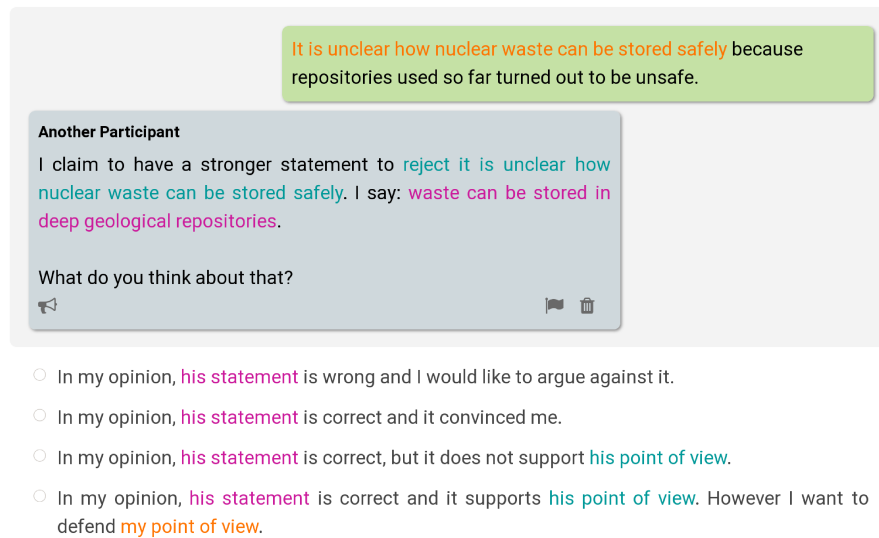 It is unclear how nuclear waste can be stored safely because
repositories used so far turned out to be unsafe.
Another Participant
I claim to have a stronger statement to reject it is unclear how
nuclear waste can be stored safely. I say: waste can be stored in
deep geological repositories.
What do you think about that?
In my opinion, his statement is wrong and I would like to argue against it.
In my opinion, his statement is correct and it convinced me.
In my opinion, his statement is correct, but it does not support his point of view.
In my opinion, his statement is correct and it supports his point of view. However I want to
defend my point of view.